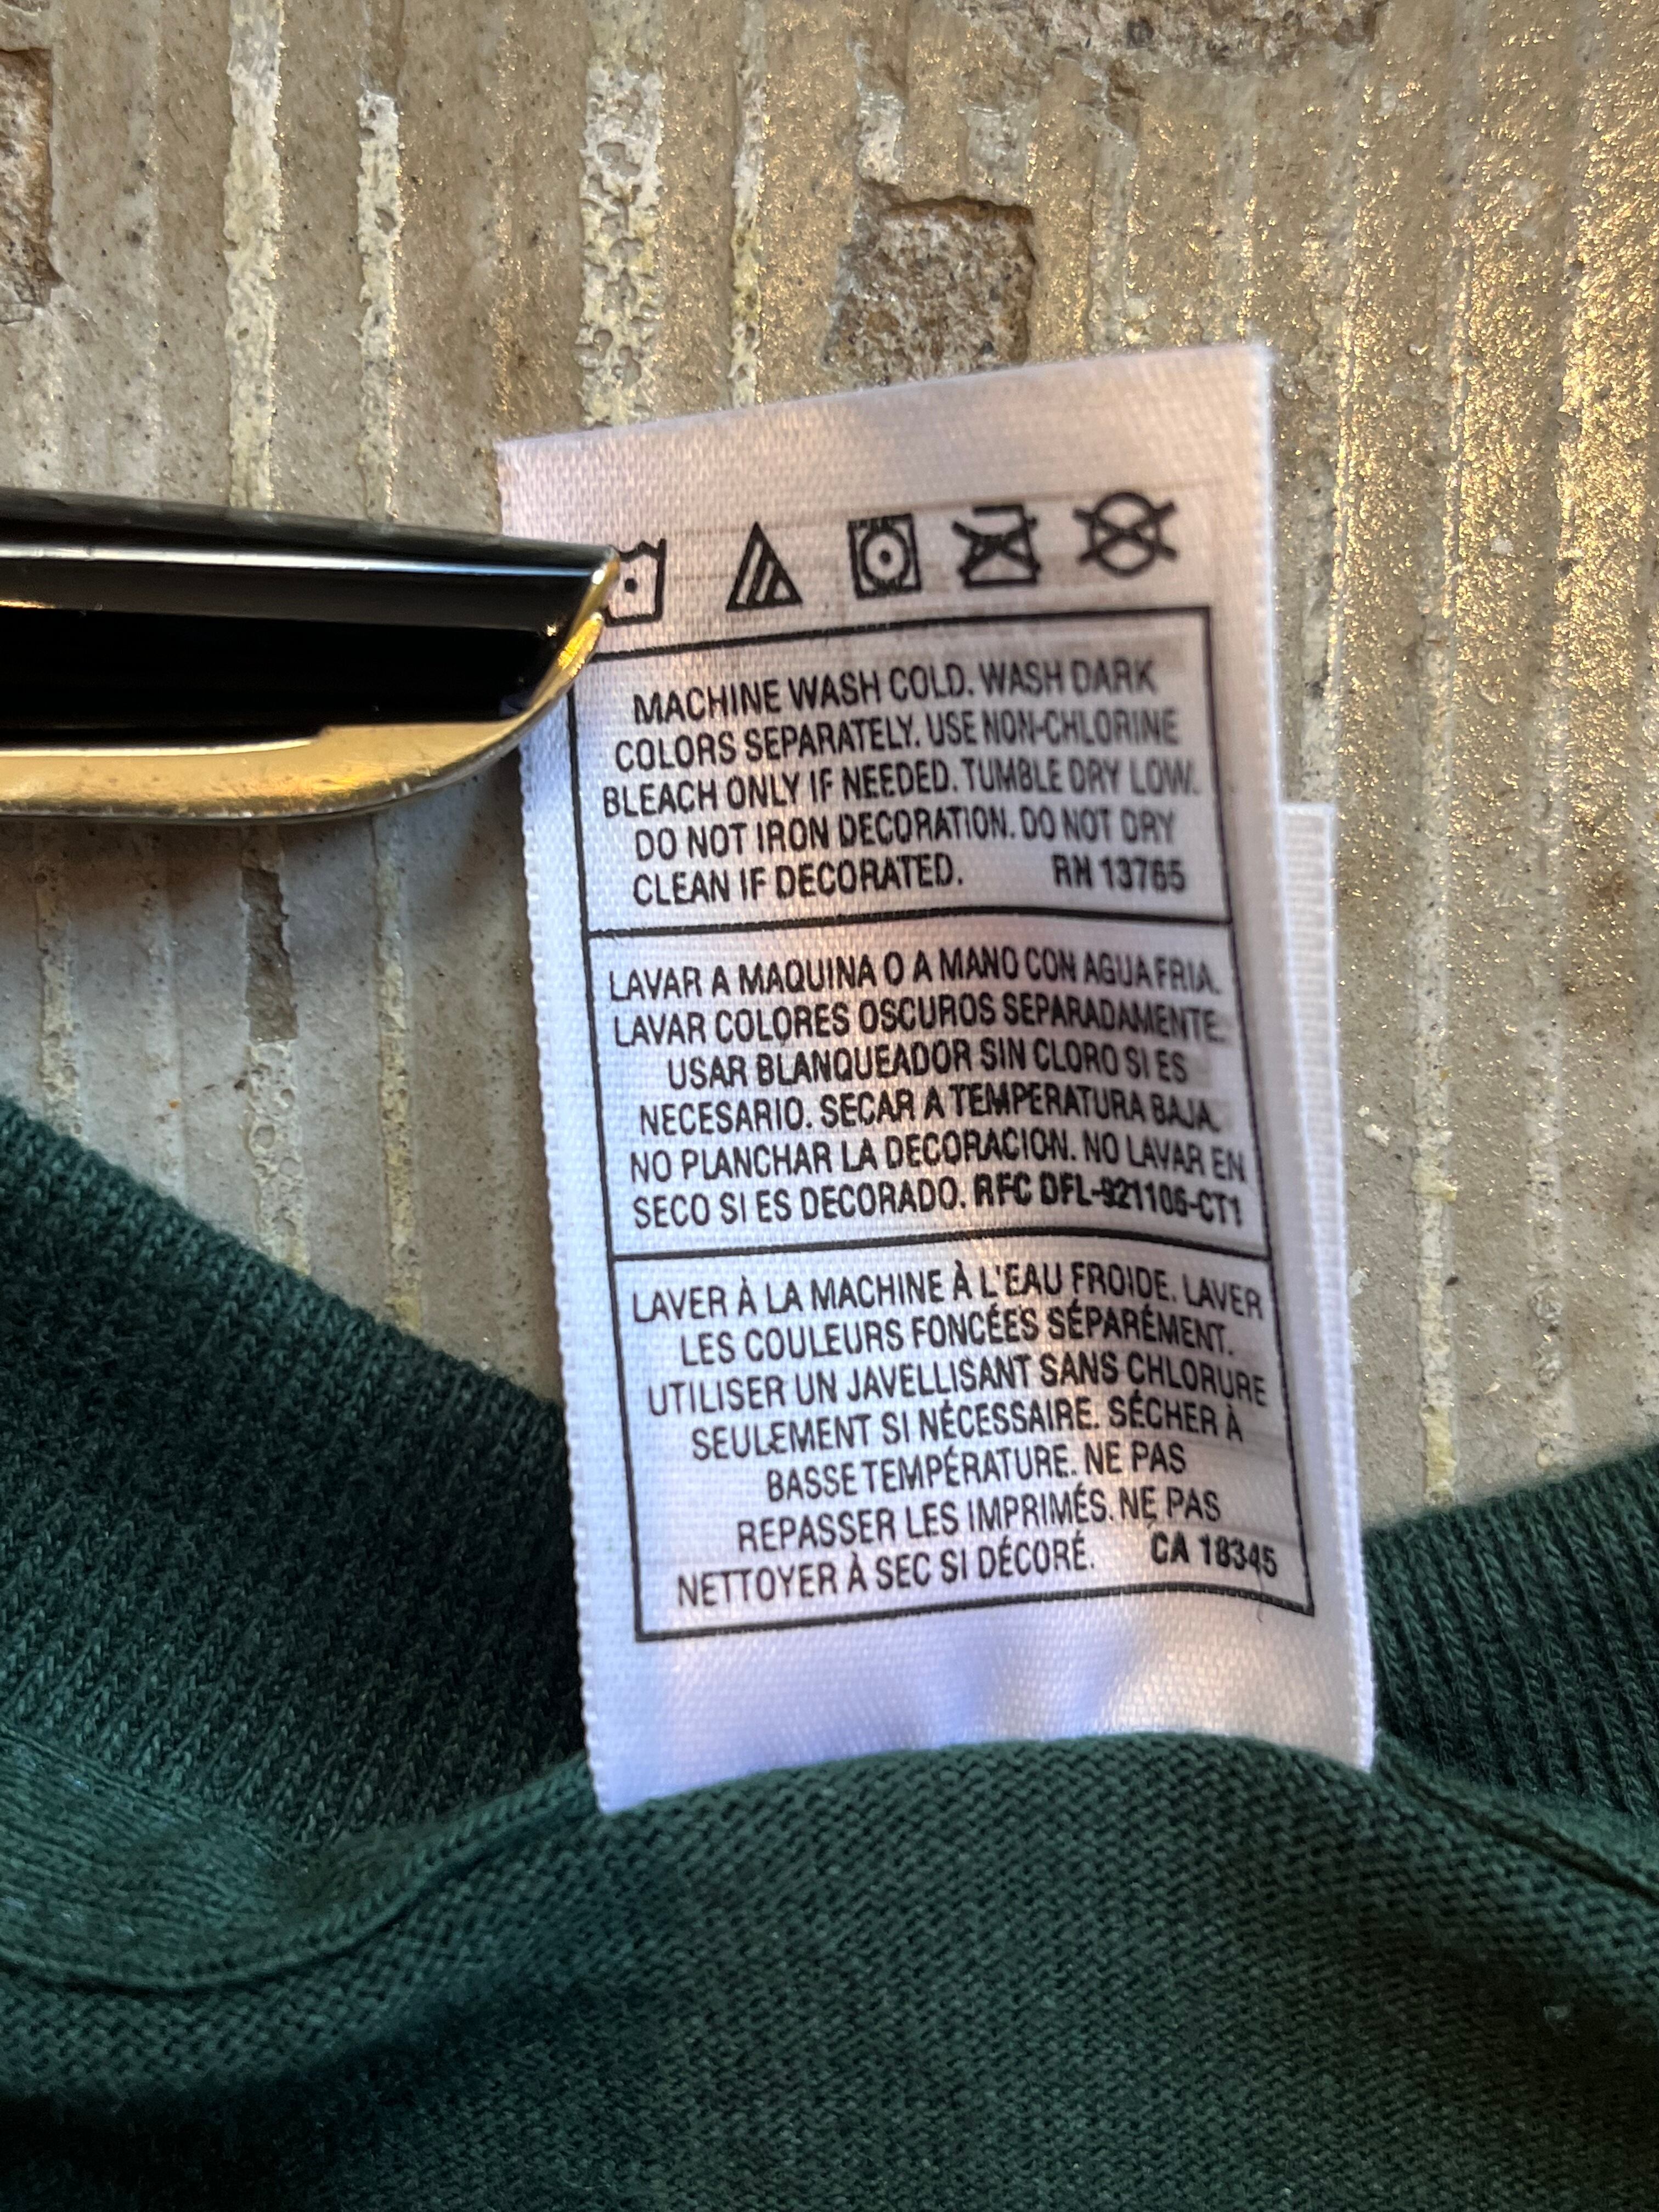 MACHINE WASH COLD. WASH DARK
COLORS SEPARATELY. USE NON-CHLORINE
BLEACH ONLY IF NEEDED. TUMBLE DRY LOW.
DO NOT IRON DECORATION. DO NOT DRY
CLEAN IF DECORATED. RN 13765
LAVAR A MAQUINA O A MANO CON AGUA FRIA.
LAVAR COLORES OSCUROS SEPARADAMENTE.
USAR BLANQUEADOR SIN CLORO SI ES
NECESARIO. SECAR A TEMPERATURA BAJA.
NO PLANCHAR LA DECORACION. NO LAVAR EN
SECO SI ES DECORADO. RFC DFL-921106-CT1
LAVER À LA MACHINE À L'EAU FROIDE. LAVER
LES COULEURS FONCÉES SÉPARÉMENT.
UTILISER UN JAVELLISANT SANS CHLORURE
SEULEMENT SI NÉCESSAIRE. SÉCHER À
BASSE TEMPÉRATURE. NE PAS
REPASSER LES IMPRIMÉS. NE PAS
NETTOYER À SEC SI DÉCORÉ. CA 18345